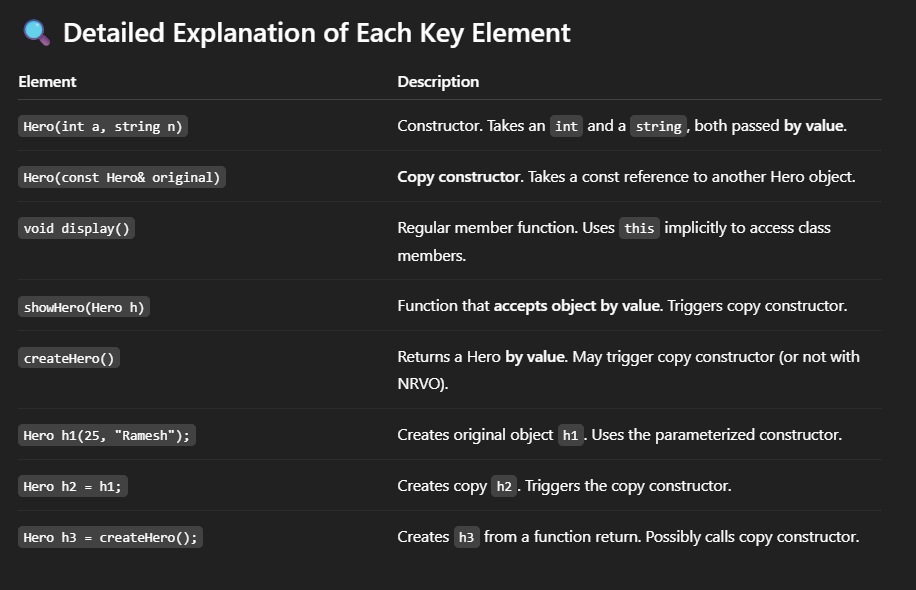 🔍 Detailed Explanation of Each Key Element
Element Description
Hero(int a, string n) Constructor. Takes an int and a string, both passed by value.
Hero(const Hero& original) Copy constructor. Takes a const reference to another Hero object.
void display() Regular member function. Uses this implicitly to access class
members.
showHero(Hero h) Function that accepts object by value. Triggers copy constructor.
createHero() Returns a Hero by value. May trigger copy constructor (or not with
NRVO).
Hero h1(25, "Ramesh"); Creates original object h1. Uses the parameterized constructor.
Hero h2 = h1; Creates copy h2. Triggers the copy constructor.
Hero h3 = createHero(); Creates h3 from a function return. Possibly calls copy constructor.